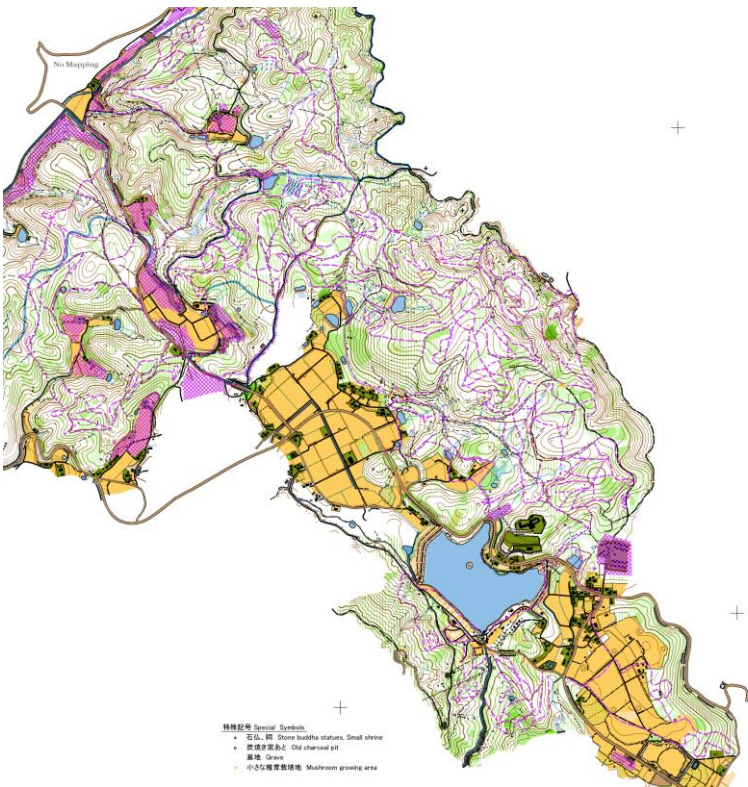 No Mapping
特殊記号 Special Symbols
石仏、祠 Stone buddha statues, Small shrine
炭焼き窯あと Old charcoal pit
墓地 Grave
小さな椎茸栽培地 Mushroom growing area